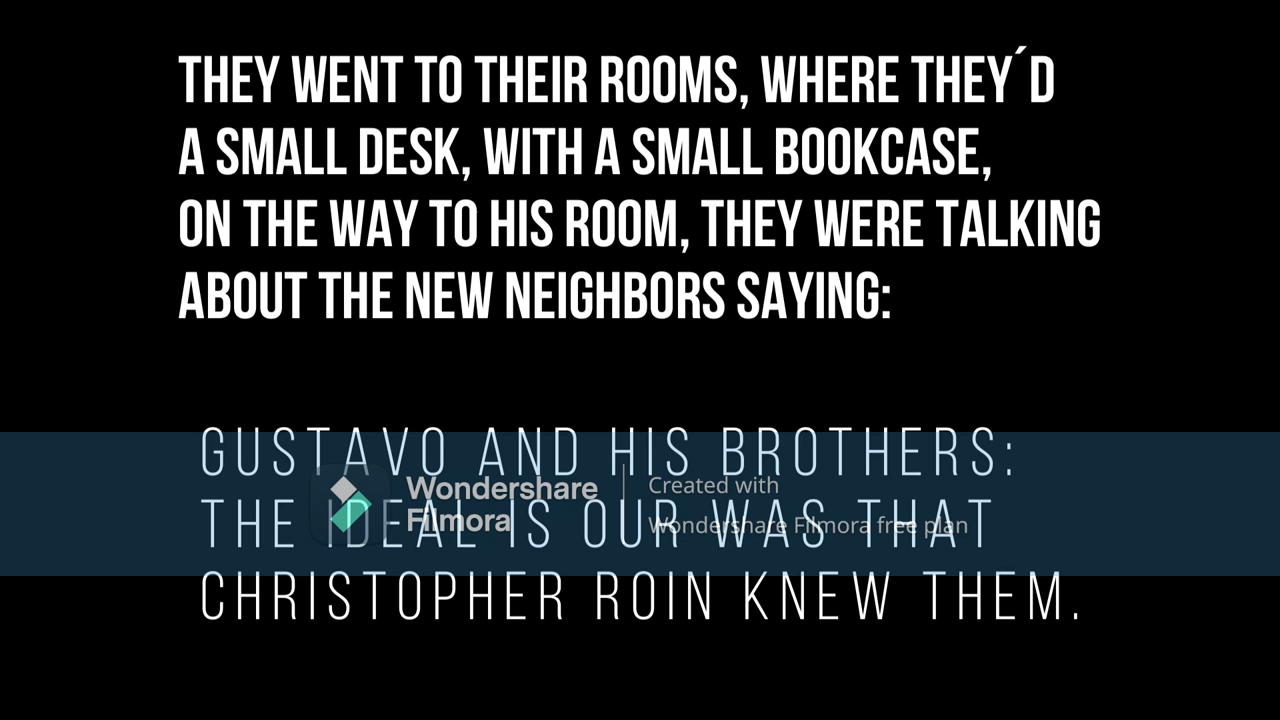 THEY WENT TO THEIR ROOMS, WHERE THEY´D
A SMALL DESK, WITH A SMALL BOOKCASE,
ON THE WAY TO HIS ROOM, THEY WERE TALKING
ABOUT THE NEW NEIGHBORS SAYING:
GUSTAVO AND HIS BROTHERS:
THE IDEAL IS OUR WAS THAT
CHRISTOPHER ROIN KNEW THEM.
Wondershare
Filmora
Created with
Wondershare Filmora free plan